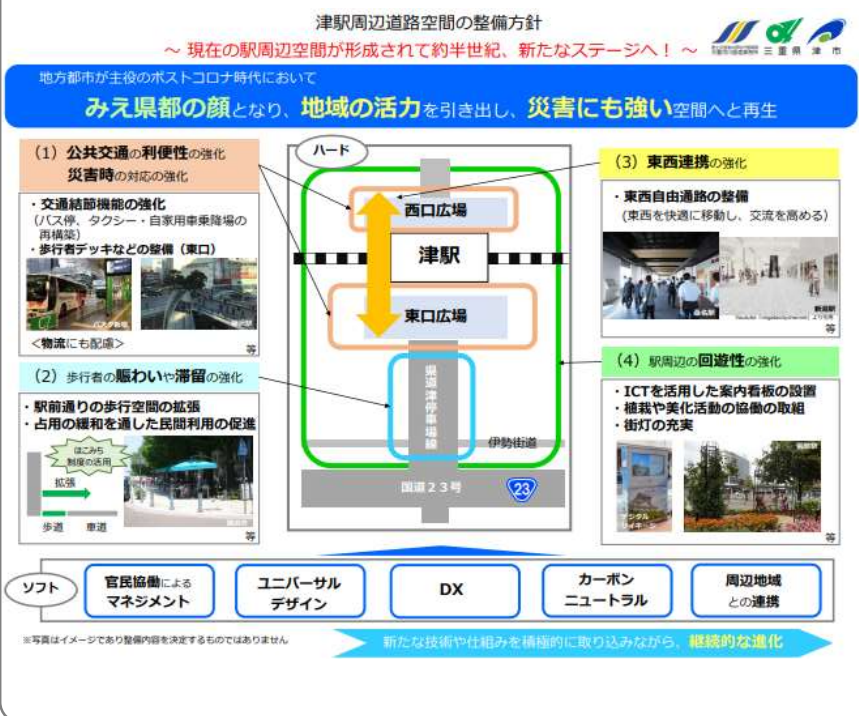 津駅周辺道路空間の整備方針
～ 現在の駅周辺空間が形成されて約半世紀、新たなステージへ！ ～
三重県 津市
地方都市が主役のポストコロナ時代において
みえ県都の顔となり、地域の活力を引き出し、災害にも強い空間へと再生
（1）公共交通の利便性の強化
災害時の対応の強化
・交通結節機能の強化
（バス停、タクシー・自家用車乗降場の
再構築）
・歩行者デッキなどの整備（東口）
＜物流にも配慮＞
等
（2）歩行者の賑わいや滞留の強化
・駅前通りの歩行空間の拡張
・占用の緩和を通した民間利用の促進
ほこみち
制度の活用
拡張
歩道 車道
等
ハード
西口広場
津駅
東口広場
県道津停車場線
伊勢街道
国道２３号
23
（3）東西連携の強化
・東西自由通路の整備
（東西を快適に移動し、交流を高める）
桑名駅
新潟駅
等
（4）駅周辺の回遊性の強化
・ICTを活用した案内看板の設置
・植栽や美化活動の協働の取組
・街灯の充実
デジタル
サイネージ
等
ソフト
官民協働による
マネジメント
ユニバーサル
デザイン
DX
カーボン
ニュートラル
周辺地域
との連携
※写真はイメージであり整備内容を決定するものではありません
新たな技術や仕組みを積極的に取り込みながら、継続的な進化